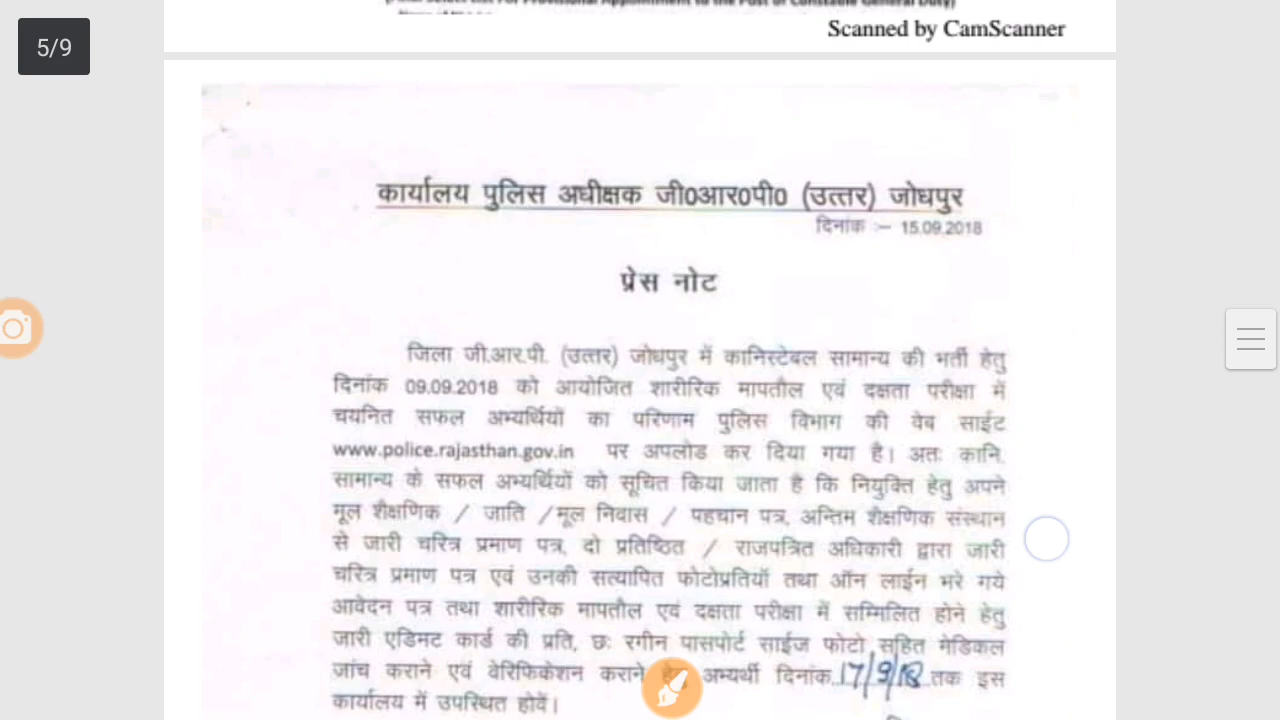 5/9
Scanned by CamScanner
कार्यालय पुलिस अधीक्षक जी0आर0पी0 (उत्तर) जोधपुर
दिनांक :- 15.09.2018
प्रेस नोट
जिला जी.आर.पी. (उत्तर) जोधपुर में कानिस्टेबल सामान्य की भर्ती हेतु
दिनांक 09.09.2018 को आयोजित शारीरिक मापतौल एवं दक्षता परीक्षा में
चयनित सफल अभ्यर्थियों का परिणाम पुलिस विभाग की वेब साईट
www.police.rajasthan.gov.in पर अपलोड कर दिया गया है। अतः कानि.
सामान्य के सफल अभ्यर्थियों को सूचित किया जाता है कि नियुक्ति हेतु अपने
मूल शैक्षणिक / जाति /मूल निवास / पहचान पत्र, अन्तिम शैक्षणिक संस्थान
से जारी चरित्र प्रमाण पत्र, दो प्रतिष्ठित / राजपत्रित अधिकारी द्वारा जारी
चरित्र प्रमाण पत्र एवं उनकी सत्यापित फोटोप्रतियों तथा ऑन लाईन भरे गये
आवेदन पत्र तथा शारीरिक मापतौल एवं दक्षता परीक्षा में सम्मिलित होने हेतु
जारी एडिमट कार्ड की प्रति, छः रगीन पासपोर्ट साईज फोटो सहित मेडिकल
जांच कराने एवं वेरिफिकेशन कराने अभ्यर्थी दिनांक 17/9/18 तक इस
कार्यालय में उपस्थित होवें।